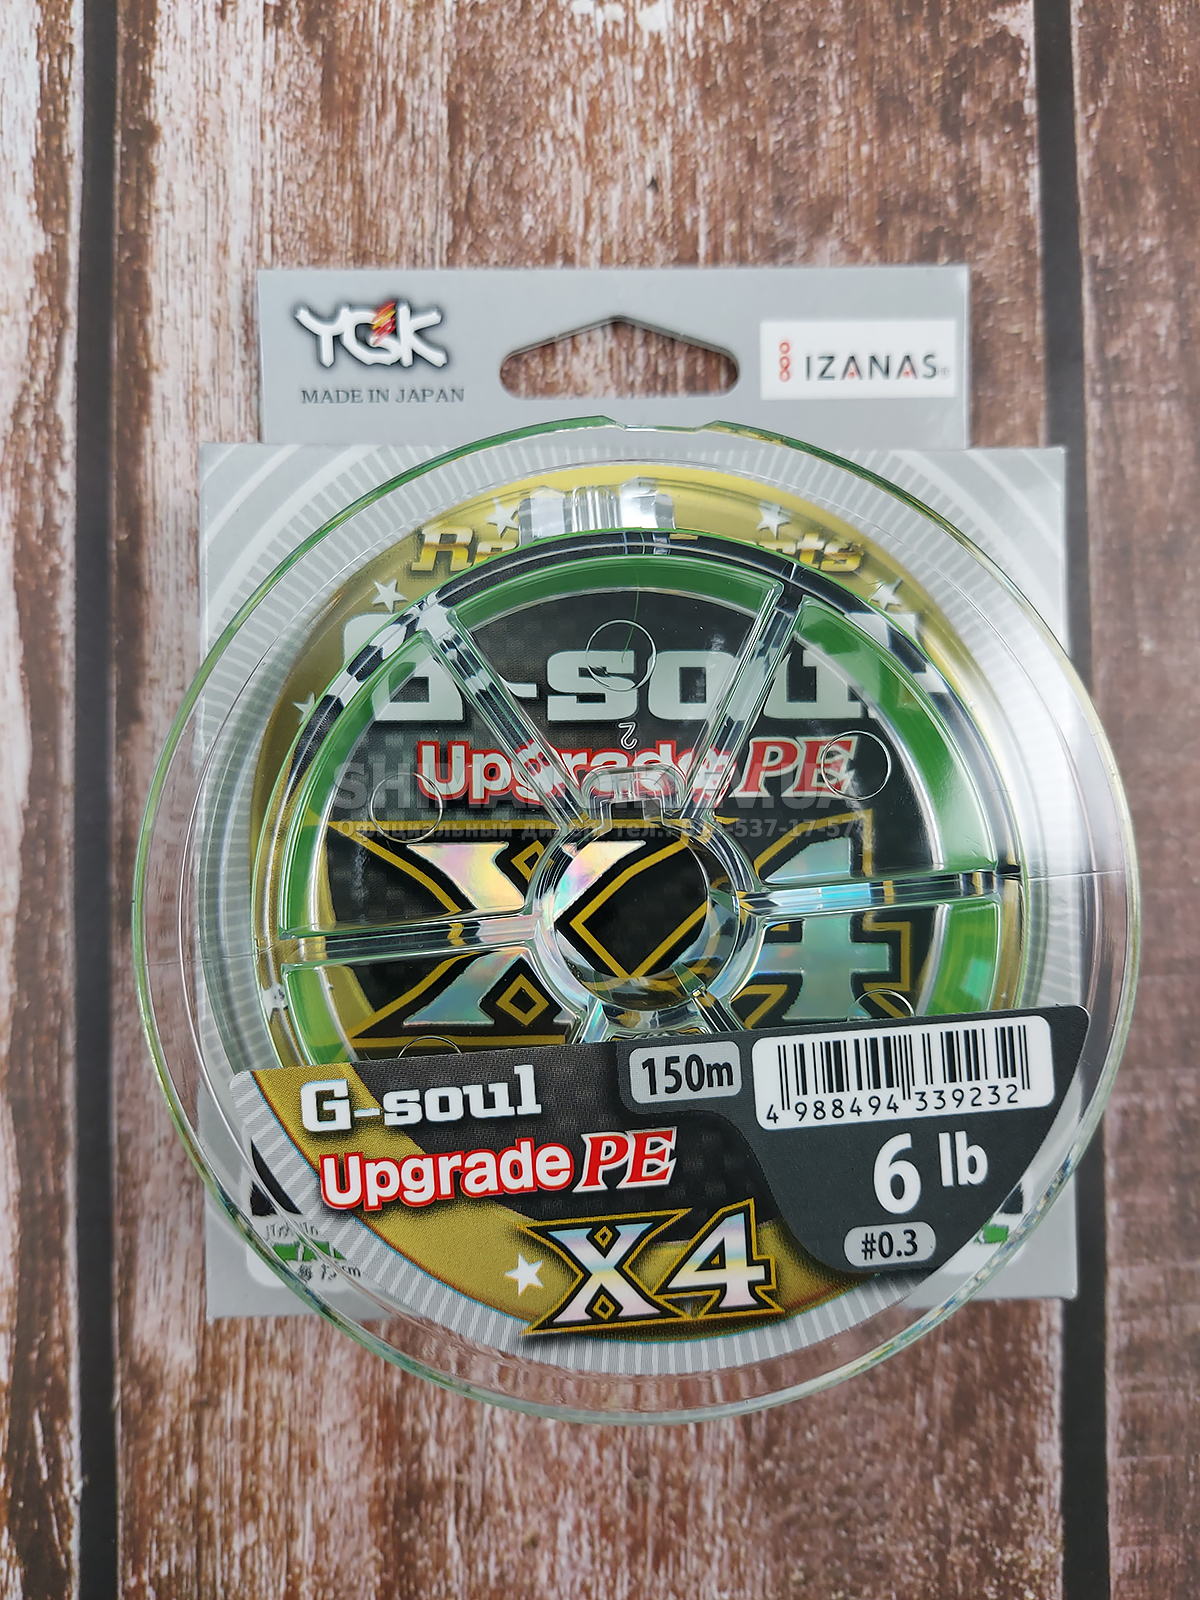 YGK
MADE IN JAPAN
IZANAS®
G-soul
Upgrade PE
X4
G-soul
150m
4 988494 339232
Upgrade PE
6 lb
#0.3
X4